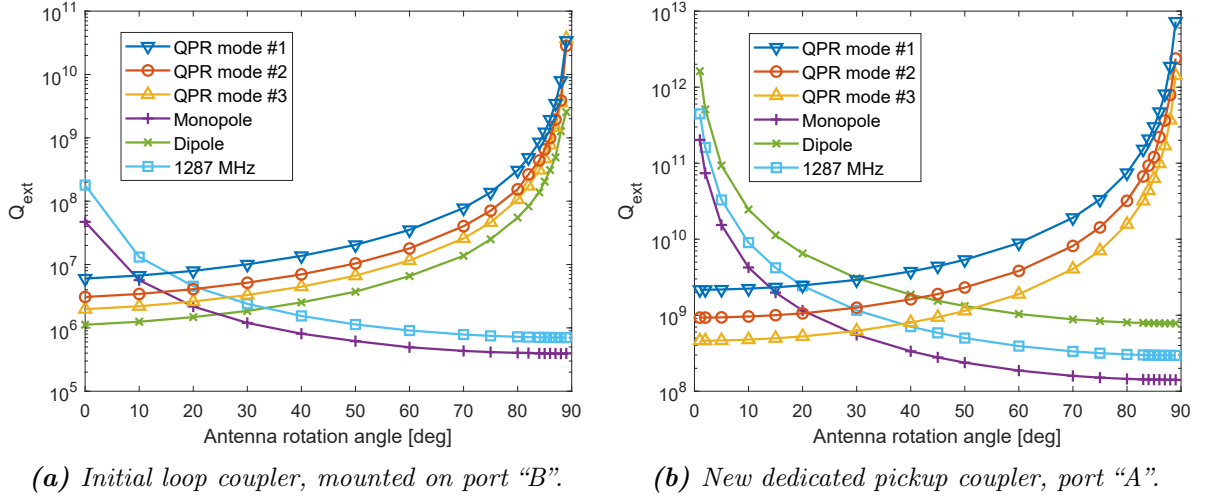 10^11
10^10
10^9
10^8
10^7
10^6
10^5
Q_ext
QPR mode #1
QPR mode #2
QPR mode #3
Monopole
Dipole
1287 MHz
0 10 20 30 40 50 60 70 80 90
Antenna rotation angle [deg]
(a) Initial loop coupler, mounted on port “B”.
10^13
10^12
10^11
10^10
10^9
10^8
Q_ext
QPR mode #1
QPR mode #2
QPR mode #3
Monopole
Dipole
1287 MHz
0 10 20 30 40 50 60 70 80 90
Antenna rotation angle [deg]
(b) New dedicated pickup coupler, port “A”.